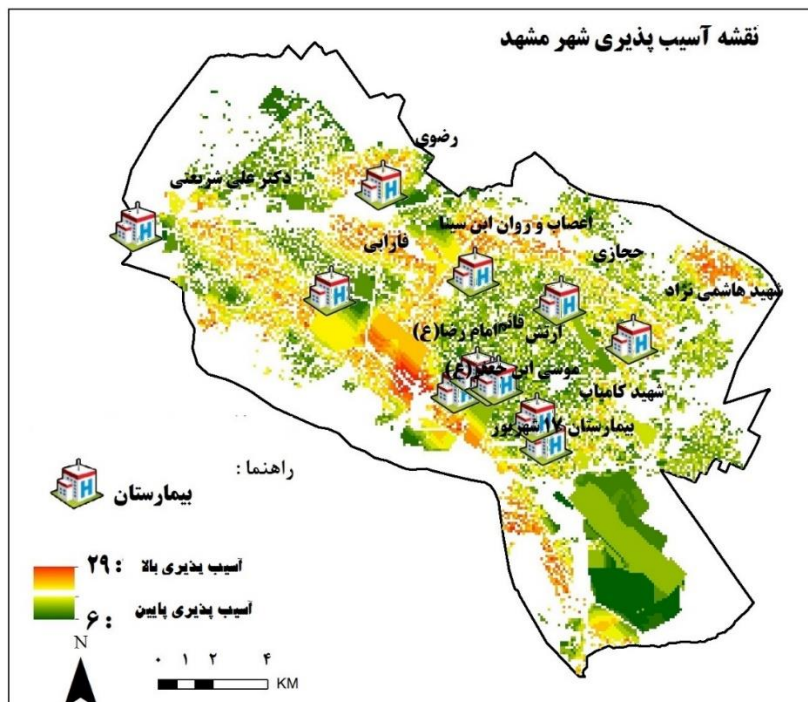 نقشه آسیب پذیری شهر مشهد
رضوی
دکتر علی شریعتی
اعصاب و روان ابن سینا
فارابی
حجازی
شهید هاشمی نژاد
ارتش
قائم
امام رضا(ع)
موسی ابن جعفر(ع)
شهید کامیاب
بیمارستان ۱۷ شهریور
راهنما :
بیمارستان
آسیب پذیری بالا ۲۹ :
آسیب پذیری پایین ۶ :
N
۰ ۱ ۲ ۴
KM